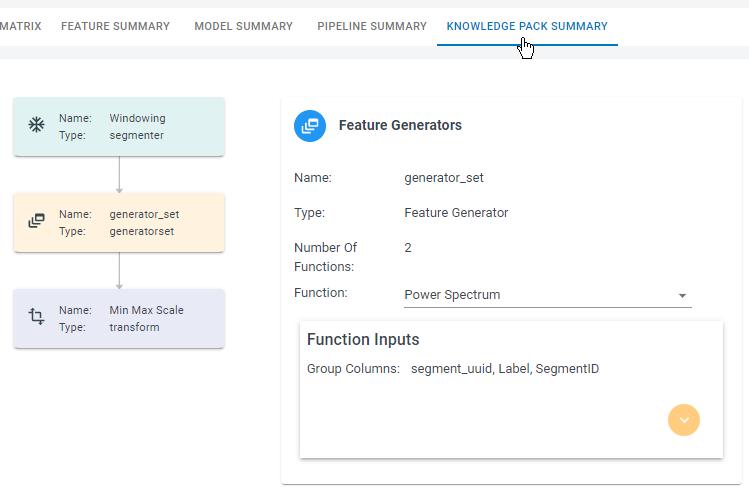 MATRIX FEATURE SUMMARY MODEL SUMMARY PIPELINE SUMMARY KNOWLEDGE PACK SUMMARY
Name: Windowing
Type: segmenter
Name: generator_set
Type: generatorset
Name: Min Max Scale
Type: transform
Feature Generators
Name: generator_set
Type: Feature Generator
Number Of Functions: 2
Function: Power Spectrum
Function Inputs
Group Columns: segment_uuid, Label, SegmentID